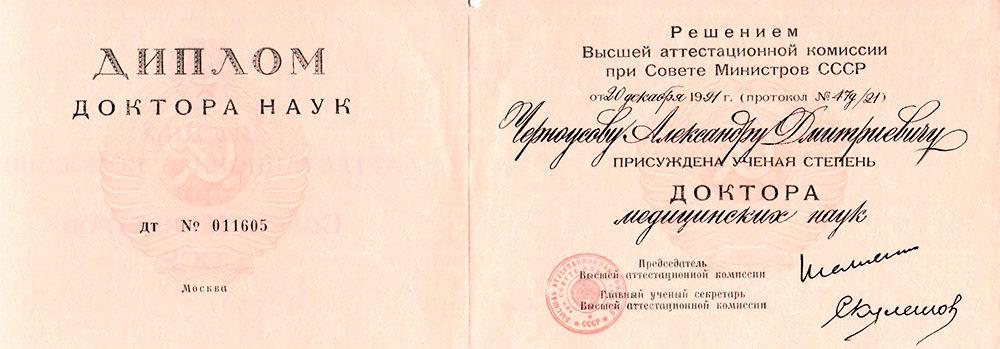 ДИПЛОМ
ДОКТОРА НАУК
ДТ № 011605
Москва
Решением
Высшей аттестационной комиссии
при Совете Министров СССР
от 20 декабря 1991 г. (протокол № 47д/21)
Черноусову Александру Дмитриевичу
ПРИСУЖДЕНА УЧЕНАЯ СТЕПЕНЬ
ДОКТОРА
медицинских наук
Председатель
Высшей аттестационной комиссии
Главный ученый секретарь
Высшей аттестационной комиссии
СССР